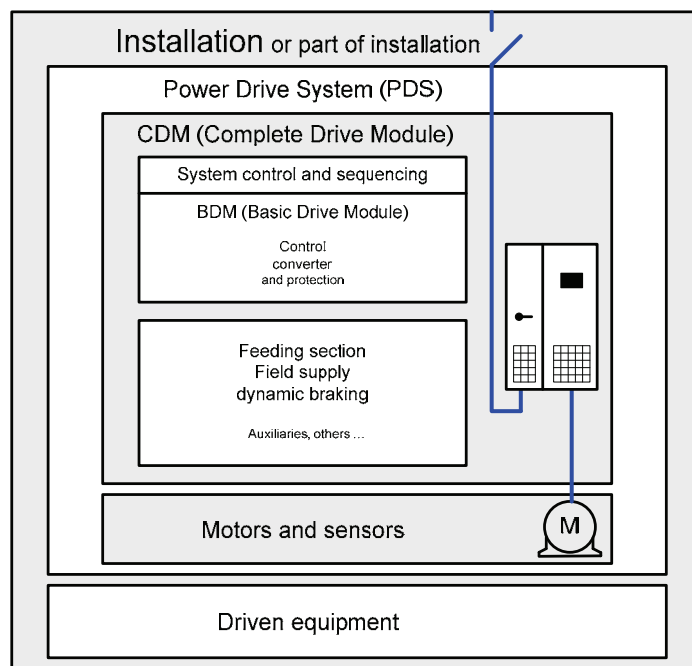 Installation or part of installation
Power Drive System (PDS)
CDM (Complete Drive Module)
System control and sequencing
BDM (Basic Drive Module)
Control
converter
and protection
Feeding section
Field supply
dynamic braking
Auxiliaries, others ...
Motors and sensors
M
Driven equipment